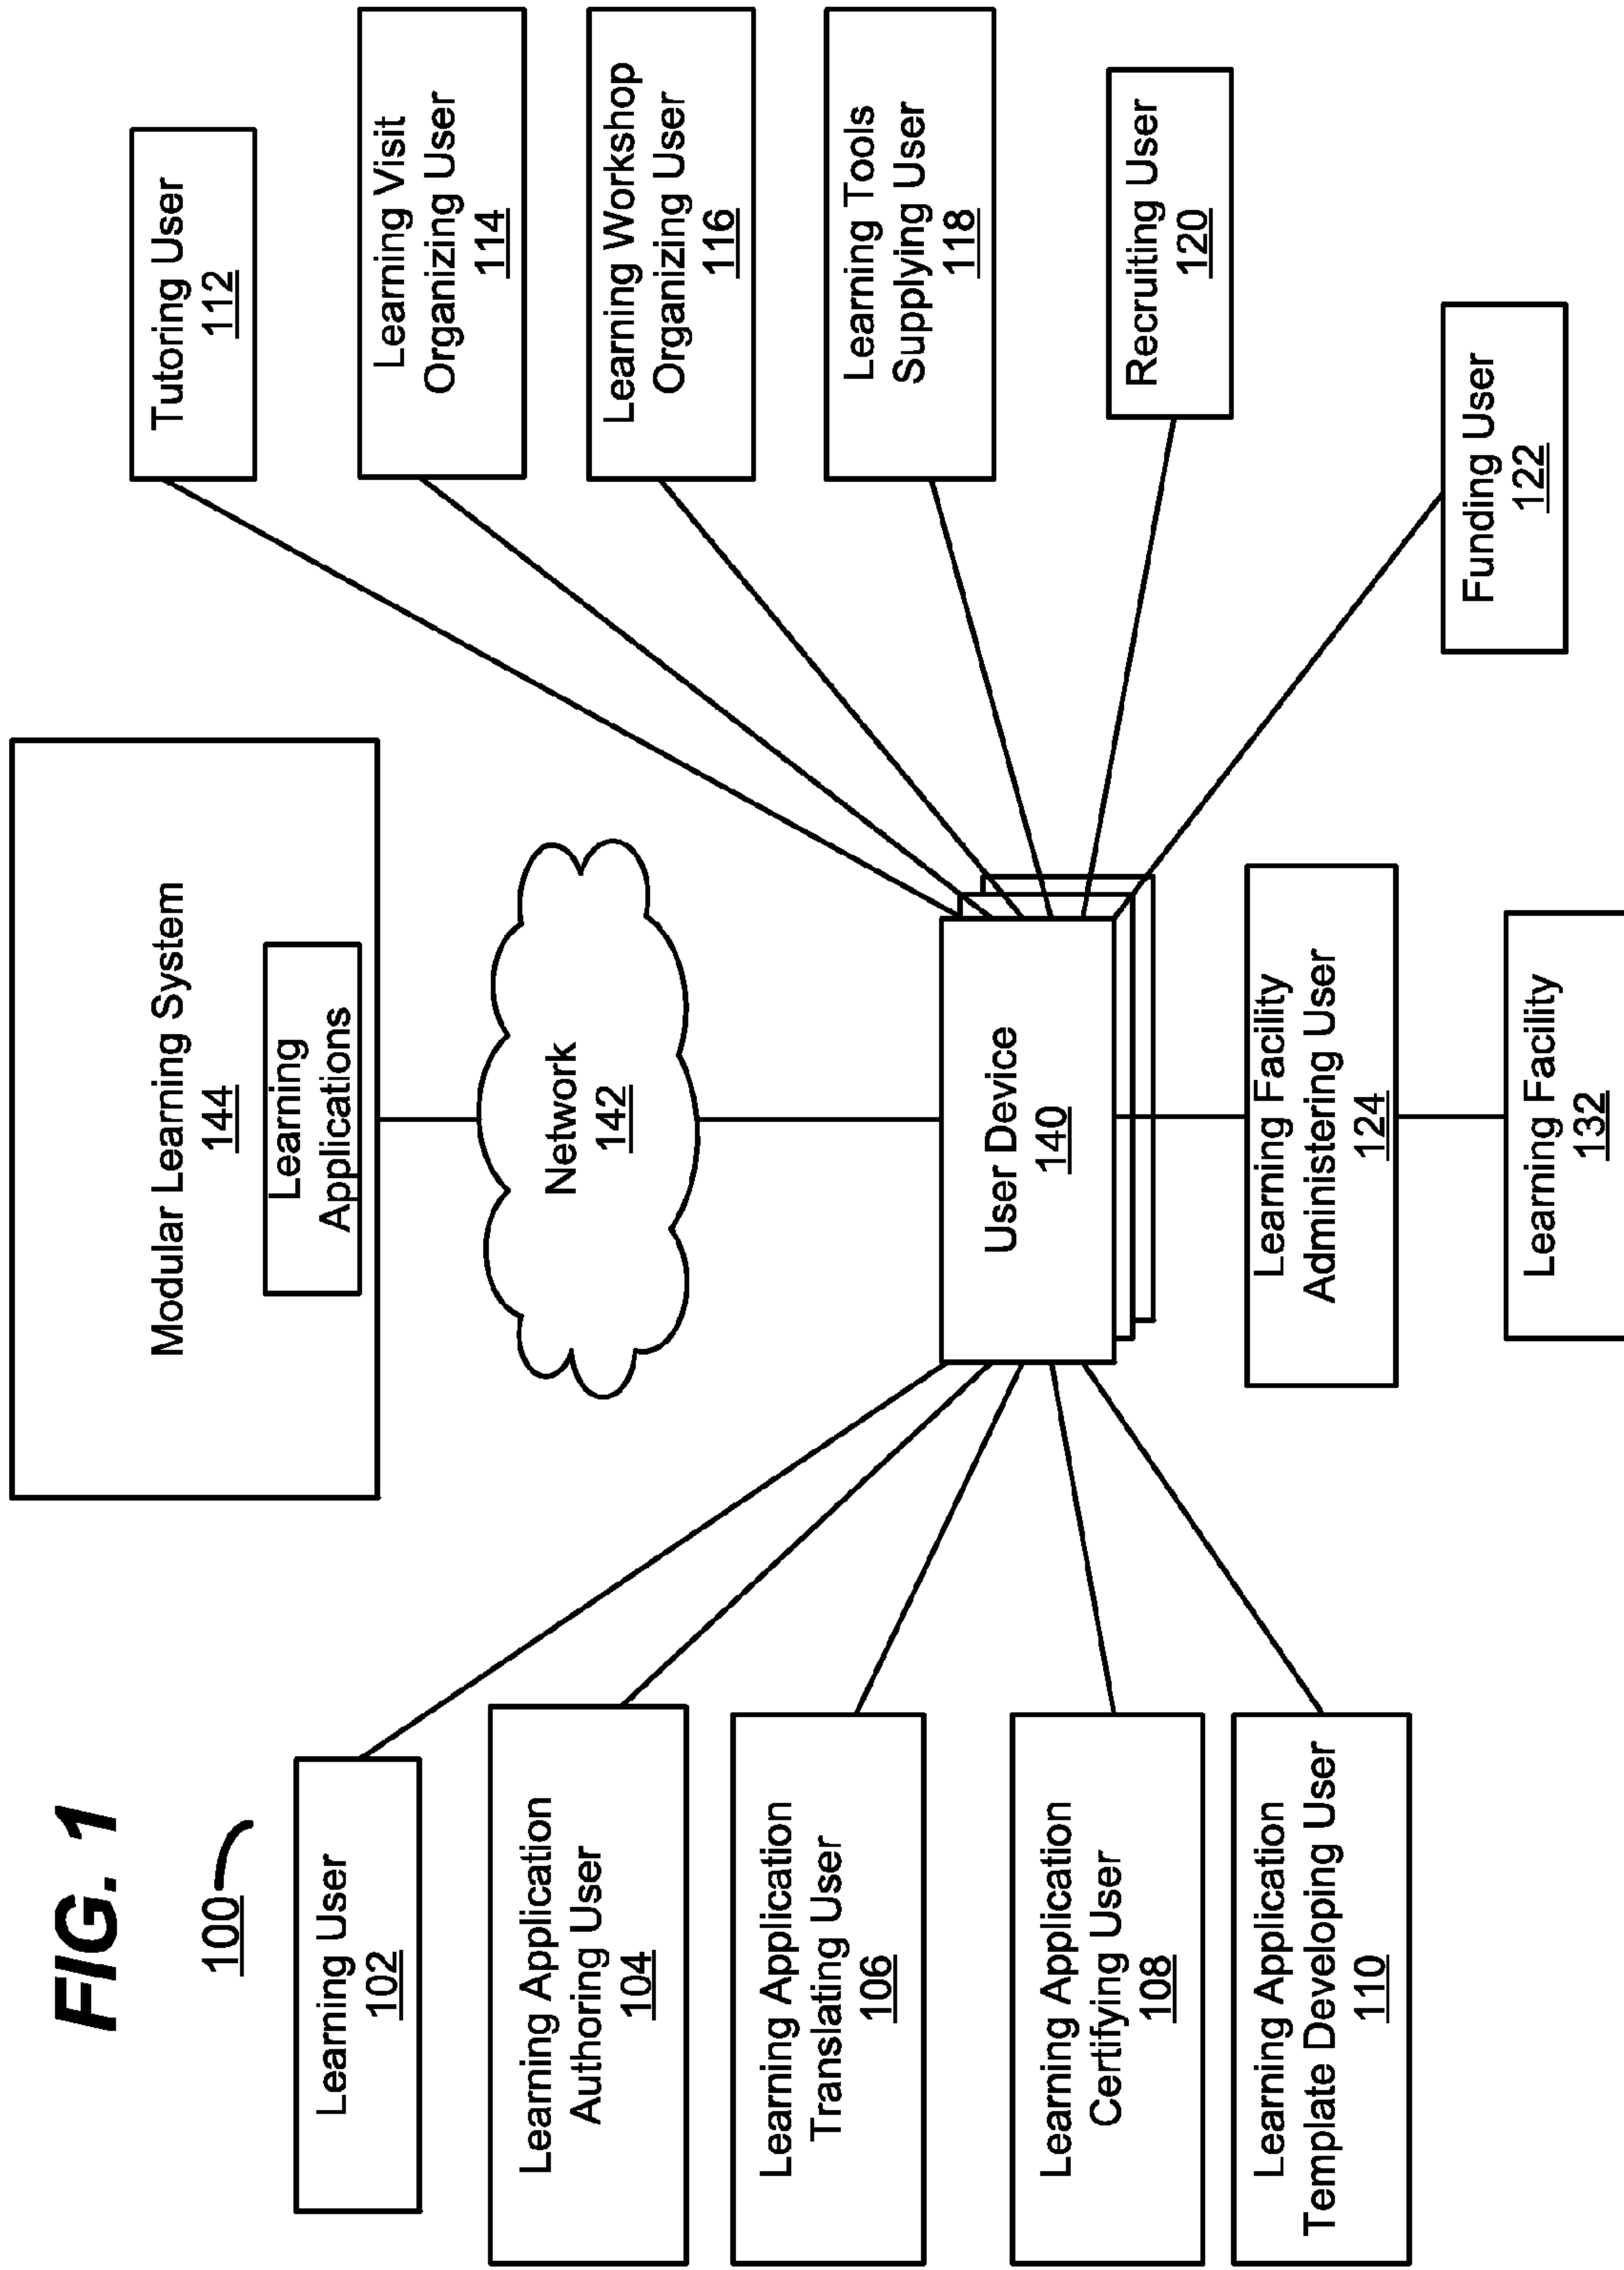 FIG. 1
100
Modular Learning System
144
Learning
Applications
Network
142
User Device
140
Learning User
102
Learning Application
Authoring User
104
Learning Application
Translating User
106
Learning Application
Certifying User
108
Learning Application
Template Developing User
110
Tutoring User
112
Learning Visit
Organizing User
114
Learning Workshop
Organizing User
116
Learning Tools
Supplying User
118
Recruiting User
120
Funding User
122
Learning Facility
Administering User
124
Learning Facility
132